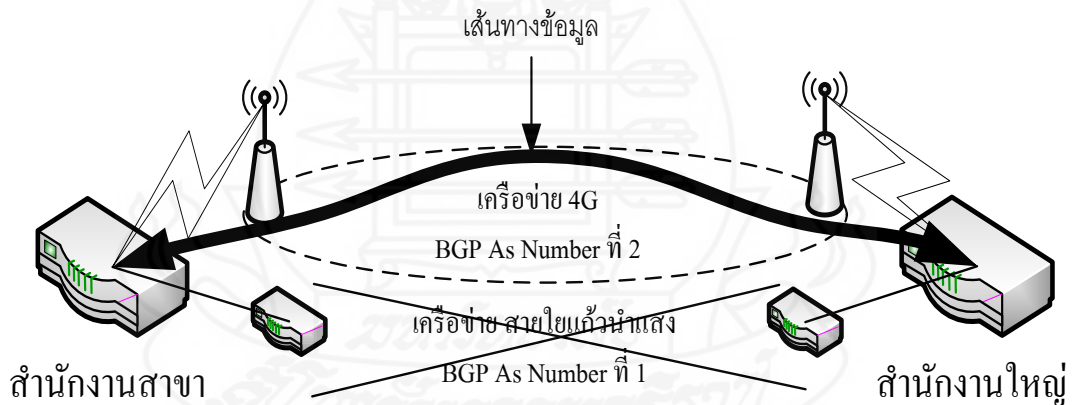 เส้นทางข้อมูล
เครือข่าย 4G
BGP As Number ที่ 2
เครือข่าย สายใยแก้วนำแสง
BGP As Number ที่ 1
สำนักงานสาขา
สำนักงานใหญ่